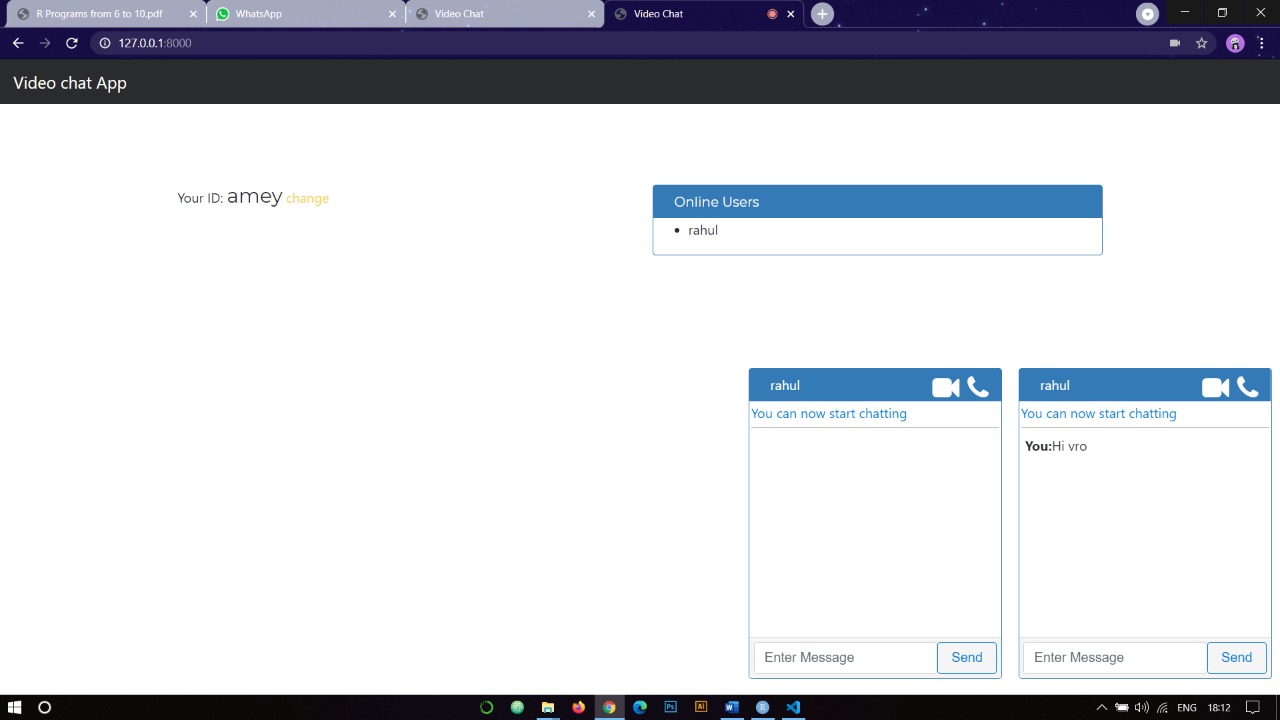 R Programs from 6 to 10.pdf
WhatsApp
Video Chat
Video Chat
127.0.0.1:8000
Video chat App
Your ID: amey change
Online Users
rahul
rahul
You can now start chatting
Enter Message
Send
rahul
You can now start chatting
You:Hi vro
Enter Message
Send
Ps
Ai
W
R
ENG
18:12